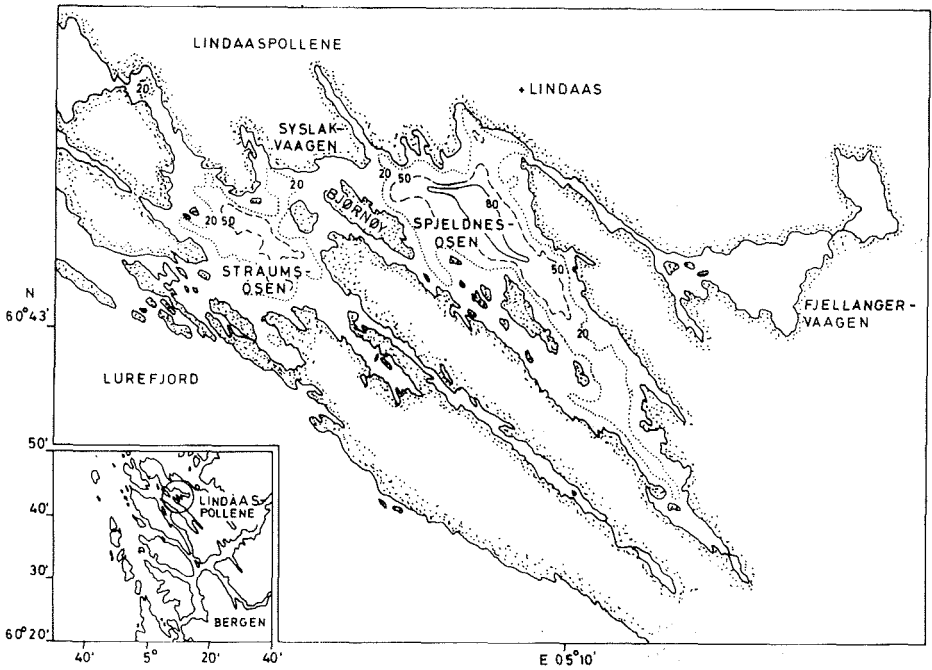 LINDAASPOLLENE
+ LINDAAS
20
SYSLAK-
VAAGEN
20
20 50
80
BJØRNØY
20 50
SPJELDNES-
OSEN
STRAUMS-
OSEN
50
N
60°43'
20
FJELLANGER-
VAAGEN
LUREFJORD
50'
40'
30'
60°20'
LINDAAS-
POLLENE
BERGEN
40'
5°
20'
40'
E 05°10'